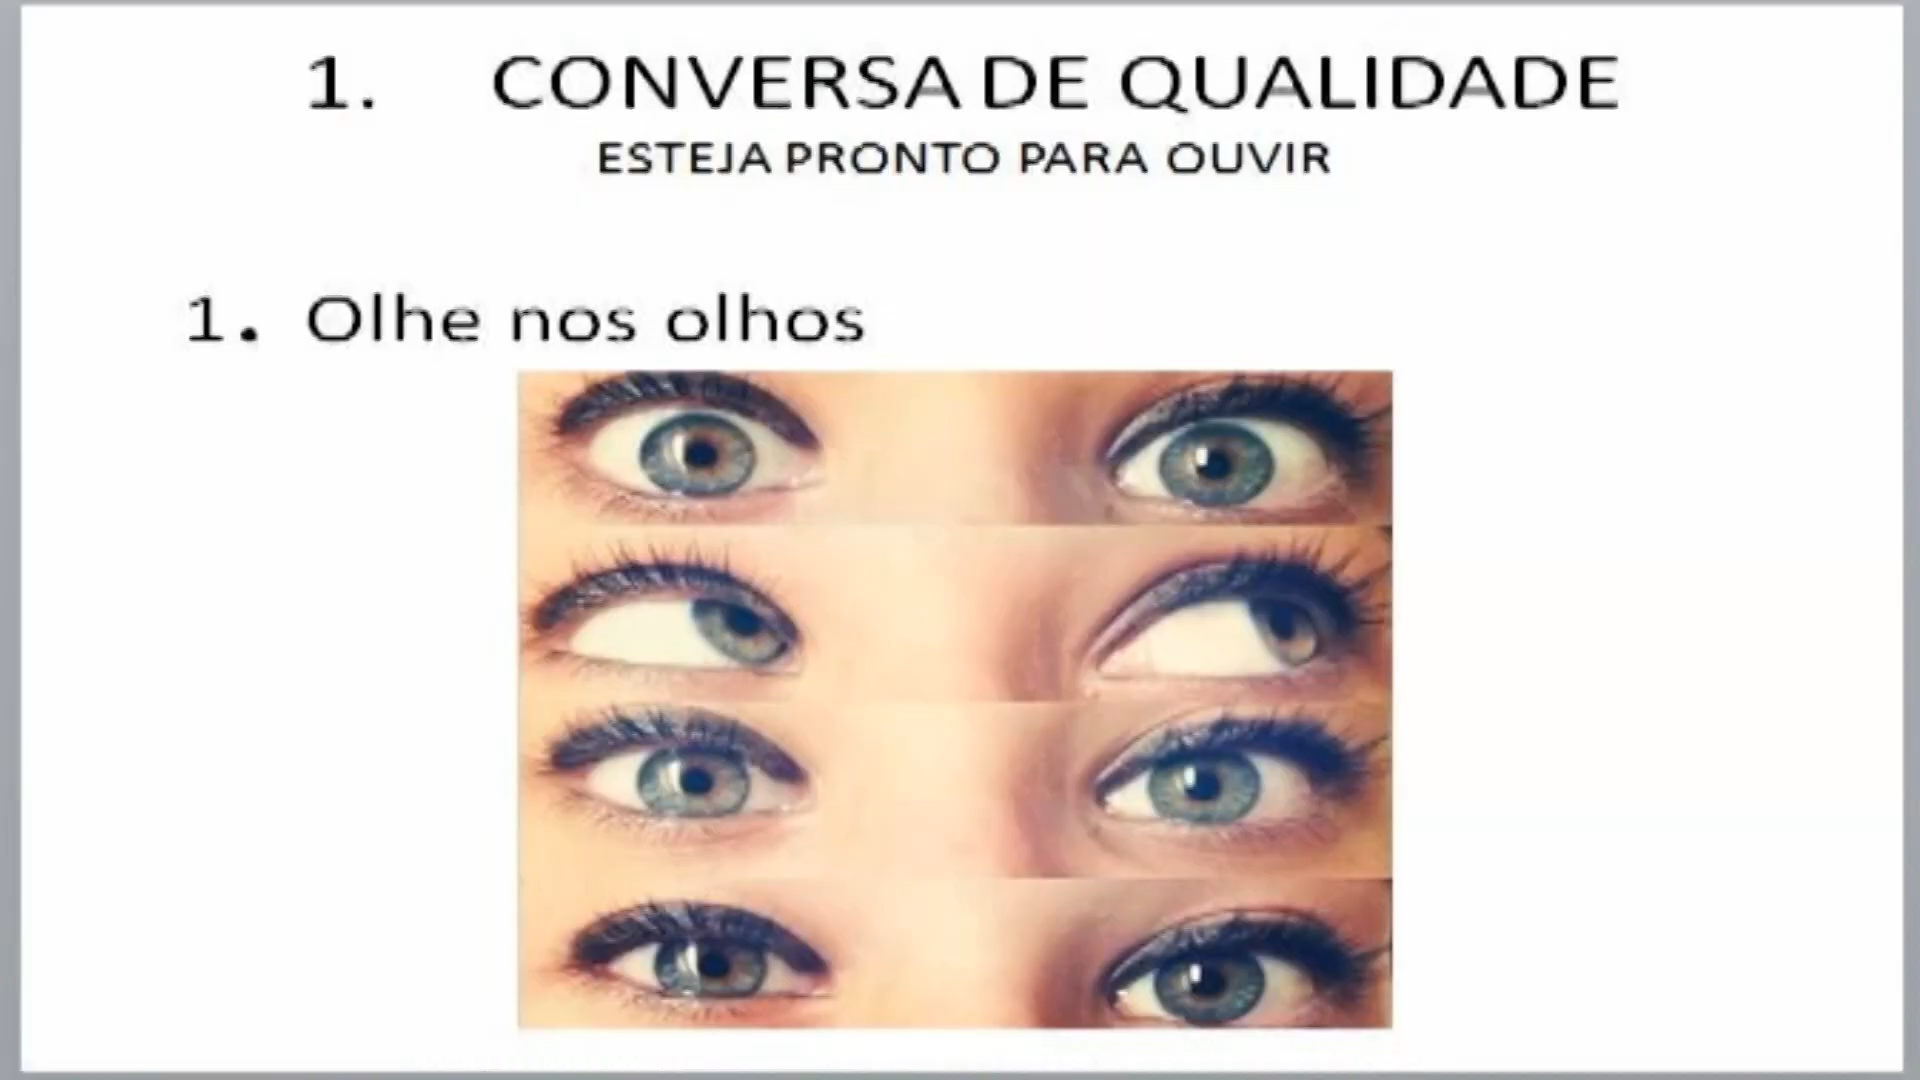 1. CONVERSA DE QUALIDADE
ESTEJA PRONTO PARA OUVIR
1. Olhe nos olhos